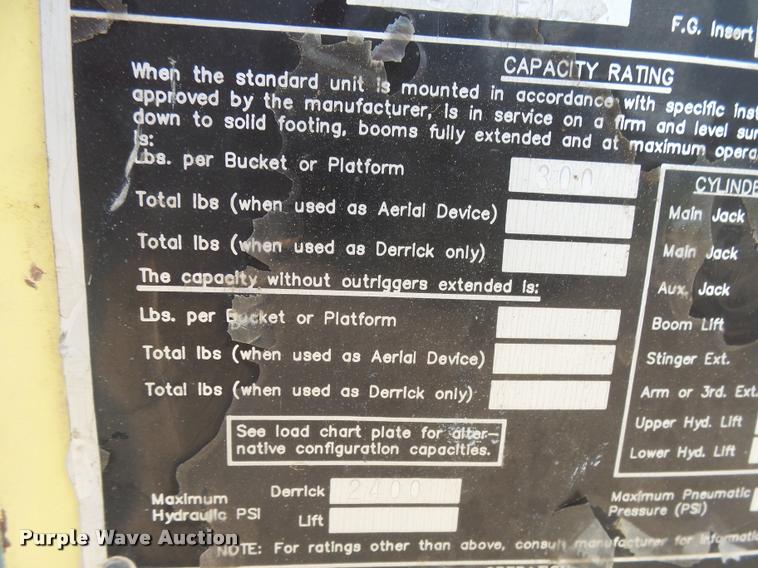 F.G. Insert
CAPACITY RATING
When the standard unit is mounted in accordance with specific
approved by the manufacturer, is in service on a firm and level
down to solid footing, booms fully extended and at maximum
is:
Lbs. per Bucket or Platform 300
Total lbs (when used as Aerial Device)
Total lbs (when used as Derrick only)
The capacity without outriggers extended is:
Lbs. per Bucket or Platform
Total lbs (when used as Aerial Device)
Total lbs (when used as Derrick only)
See load chart plate for alter-
native configuration capacities.
Maximum
Hydraulic PSI
Derrick 2400
Lift
NOTE: For ratings other than above, consult manufacturer for
CYLINDE
Main Jack
Main Jack
Aux. Jack
Boom Lift
Stinger Ext.
Arm or 3rd. Ext.
Upper Hyd. Lift
Lower Hyd. Lift
Maximum Pneumatic
Pressure (PSI)
Purple Wave Auction